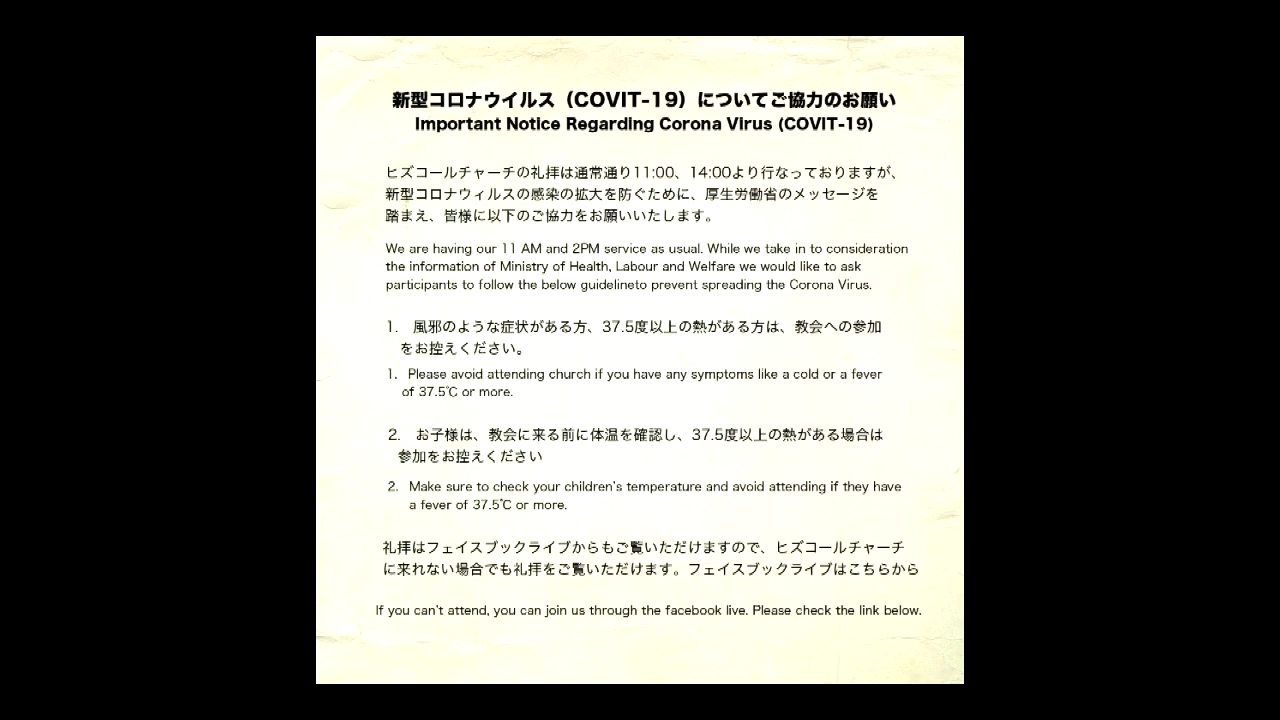 新型コロナウイルス（COVIT-19）についてご協力のお願い
Important Notice Regarding Corona Virus (COVIT-19)
ヒズコールチャーチの礼拝は通常通り11:00、14:00より行なっておりますが、
新型コロナウィルスの感染の拡大を防ぐために、厚生労働省のメッセージを
踏まえ、皆様に以下のご協力をお願いいたします。
We are having our 11 AM and 2PM service as usual. While we take in to consideration
the information of Ministry of Health, Labour and Welfare we would like to ask
participants to follow the below guidelineto prevent spreading the Corona Virus.
1.　風邪のような症状がある方、37.5度以上の熱がある方は、教会への参加
をお控えください。
1. Please avoid attending church if you have any symptoms like a cold or a fever
of 37.5℃ or more.
2.　お子様は、教会に来る前に体温を確認し、37.5度以上の熱がある場合は
参加をお控えください
2. Make sure to check your children's temperature and avoid attending if they have
a fever of 37.5℃ or more.
礼拝はフェイスブックライブからもご覧いただけますので、ヒズコールチャーチ
に来れない場合でも礼拝をご覧いただけます。フェイスブックライブはこちらから
If you can't attend, you can join us through the facebook live. Please check the link below.